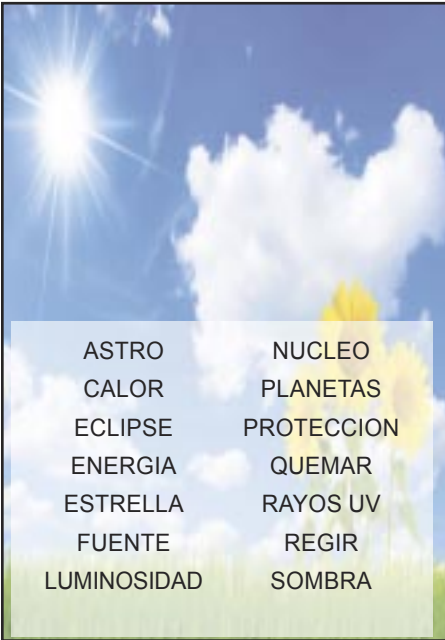 ASTRO
CALOR
ECLIPSE
ENERGIA
ESTRELLA
FUENTE
LUMINOSIDAD
NUCLEO
PLANETAS
PROTECCION
QUEMAR
RAYOS UV
REGIR
SOMBRA